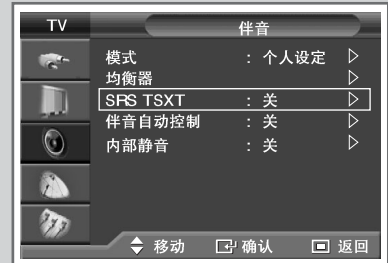 TV 伴音
模式 : 个人设定
均衡器
SRS TSXT : 关
伴音自动控制 : 关
内部静音 : 关
移动 确认 返回